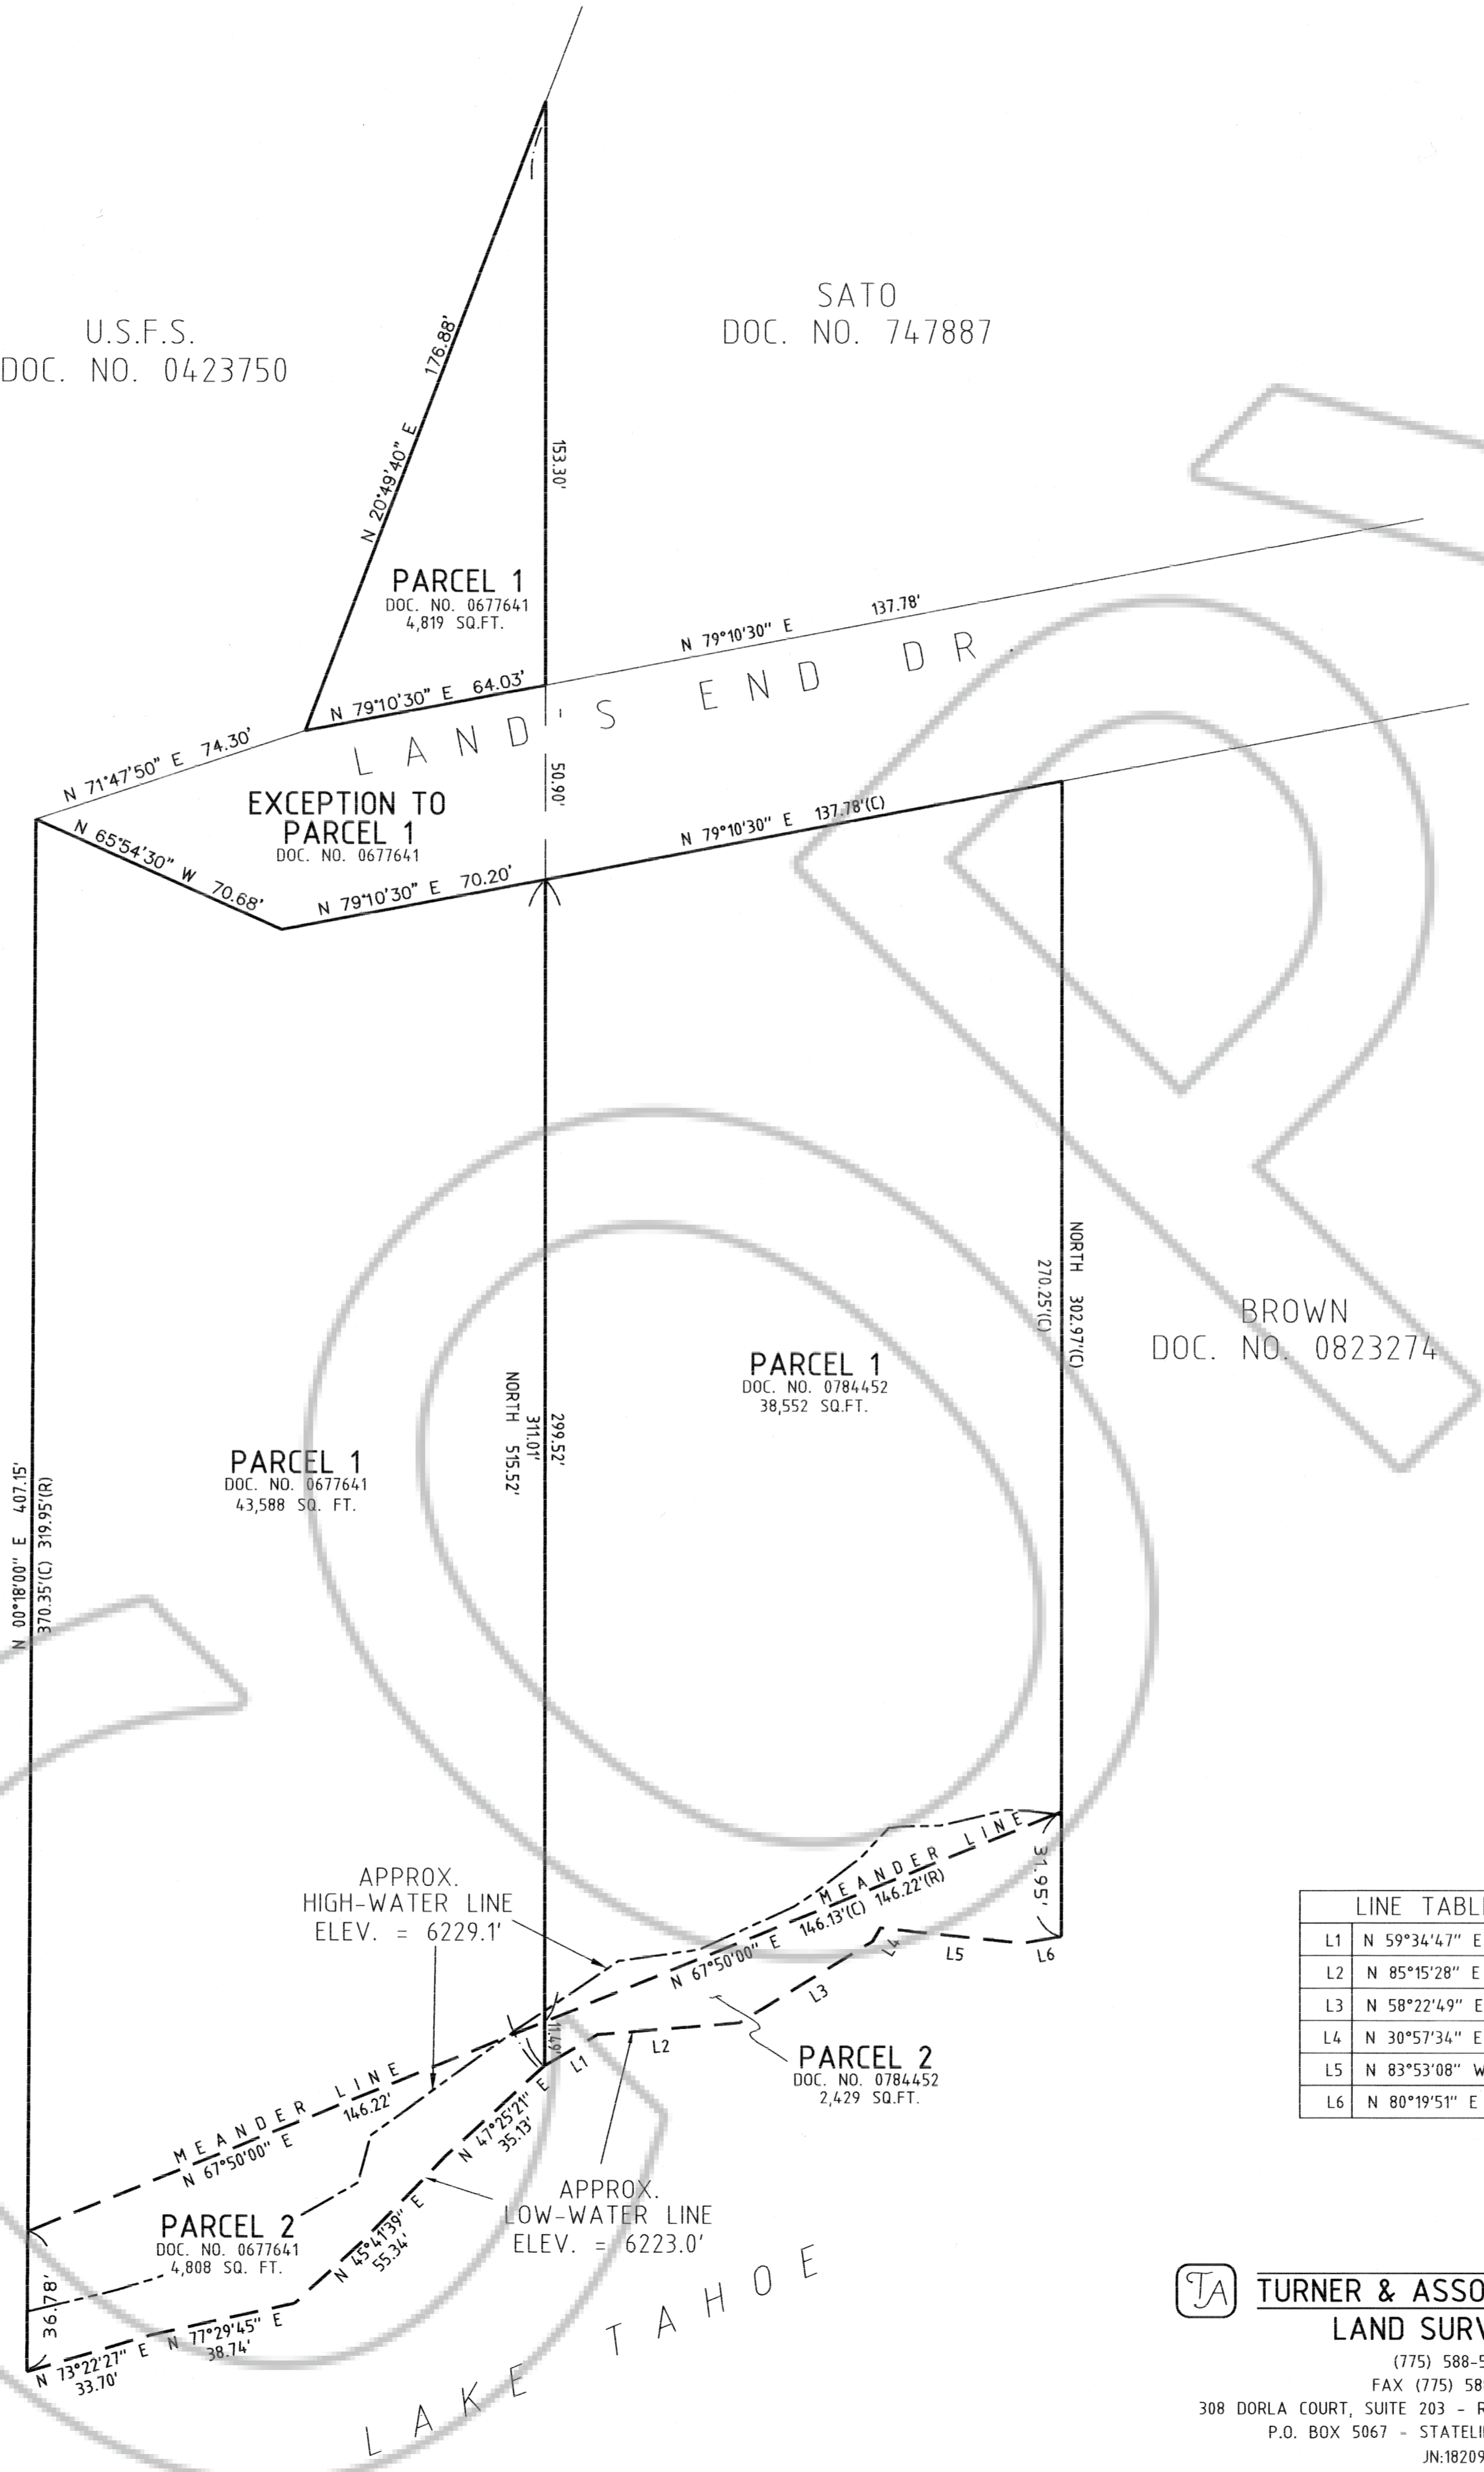 U.S.F.S.
DOC. NO. 0423750
SATO
DOC. NO. 747887
N 20°49'40" E 176.88'
153.30'
PARCEL 1
DOC. NO. 0677641
4,819 SQ.FT.
N 79°10'30" E 137.78'
LAND'S END DR.
N 79°10'30" E 64.03'
N 71°47'50" E 74.30'
50.90'
EXCEPTION TO
PARCEL 1
DOC. NO. 0677641
N 65°54'30" W 70.68'
N 79°10'30" E 70.20'
N 79°10'30" E 137.78'(C)
NORTH 302.97'(C)
270.25'(C)
BROWN
DOC. NO. 0823274
PARCEL 1
DOC. NO. 0784452
38,552 SQ.FT.
299.52'
311.01'
NORTH 515.52'
PARCEL 1
DOC. NO. 0677641
43,588 SQ. FT.
N 00°18'00" E 407.15'
370.35'(C) 319.95'(R)
APPROX.
HIGH-WATER LINE
ELEV. = 6229.1'
MEANDER LINE
N 67°50'00" E 146.13'(C) 146.22'(R)
31.95'
L4
L5
L6
L3
L2
L1
11.49'
PARCEL 2
DOC. NO. 0784452
2,429 SQ.FT.
MEANDER LINE
N 67°50'00" E 146.22'
N 47°25'21" E
35.13'
APPROX.
LOW-WATER LINE
ELEV. = 6223.0'
PARCEL 2
DOC. NO. 0677641
4,808 SQ. FT.
N 45°41'39" E
55.34'
36.78'
N 77°29'45" E
38.74'
N 73°22'27" E
33.70'
LAKE TAHOE
LINE TABL
L1 N 59°34'47" E
L2 N 85°15'28" E
L3 N 58°22'49" E
L4 N 30°57'34" E
L5 N 83°53'08" W
L6 N 80°19'51" E
TA
TURNER & ASSO
LAND SURV
(775) 588-5
FAX (775) 58
308 DORLA COURT, SUITE 203 - R
P.O. BOX 5067 - STATELI
JN:18209